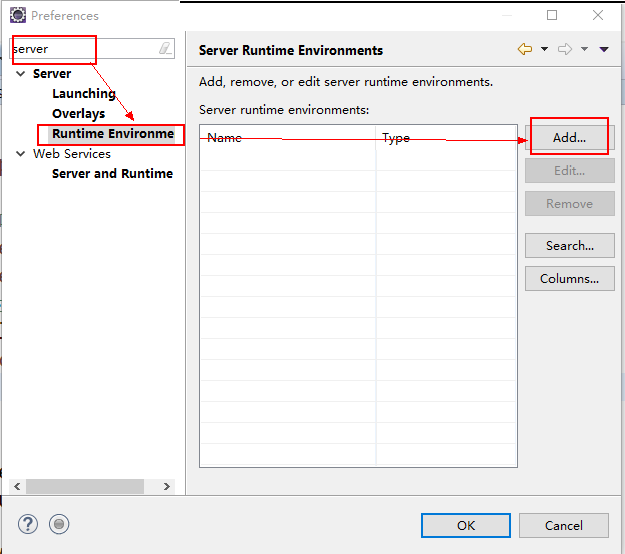 Preferences
server
Server
Launching
Overlays
Runtime Environme
Web Services
Server and Runtime
Server Runtime Environments
Add, remove, or edit server runtime environments.
Server runtime environments:
Name Type
Add...
Edit...
Remove
Search...
Columns...
OK Cancel